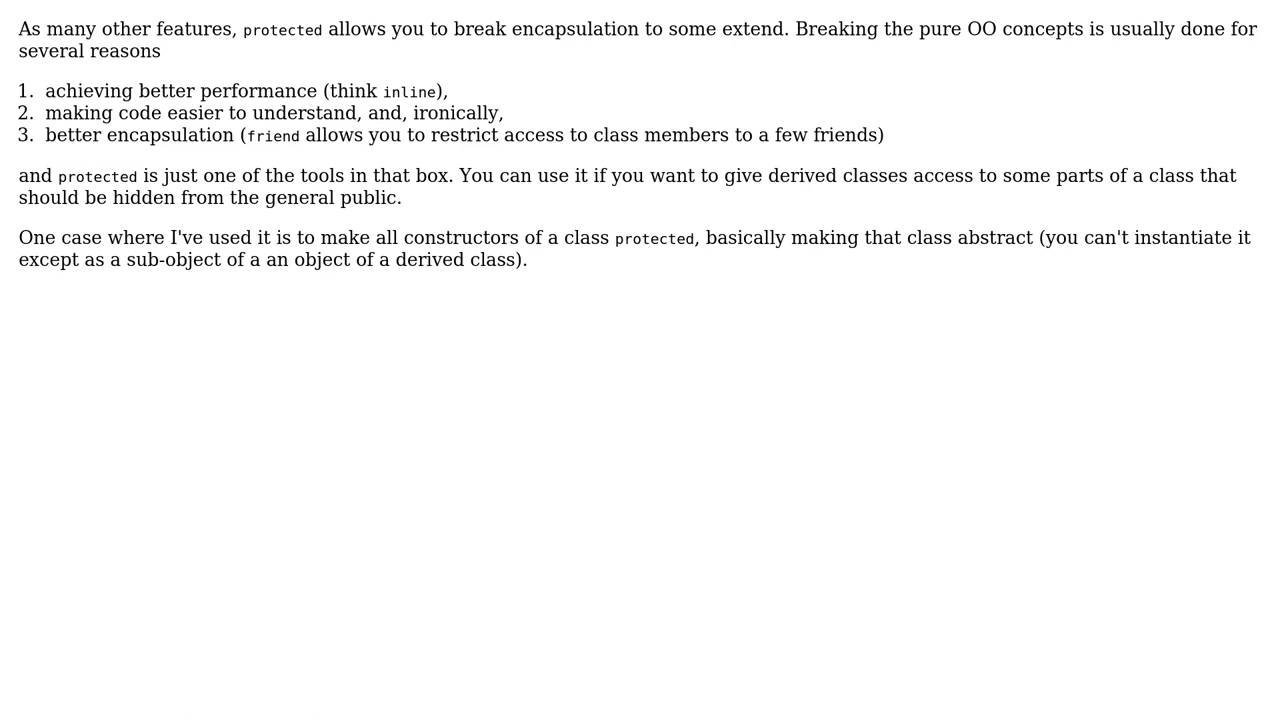 As many other features, protected allows you to break encapsulation to some extend. Breaking the pure OO concepts is usually done for
several reasons
1. achieving better performance (think inline),
2. making code easier to understand, and, ironically,
3. better encapsulation (friend allows you to restrict access to class members to a few friends)
and protected is just one of the tools in that box. You can use it if you want to give derived classes access to some parts of a class that
should be hidden from the general public.
One case where I've used it is to make all constructors of a class protected, basically making that class abstract (you can't instantiate it
except as a sub-object of a an object of a derived class).